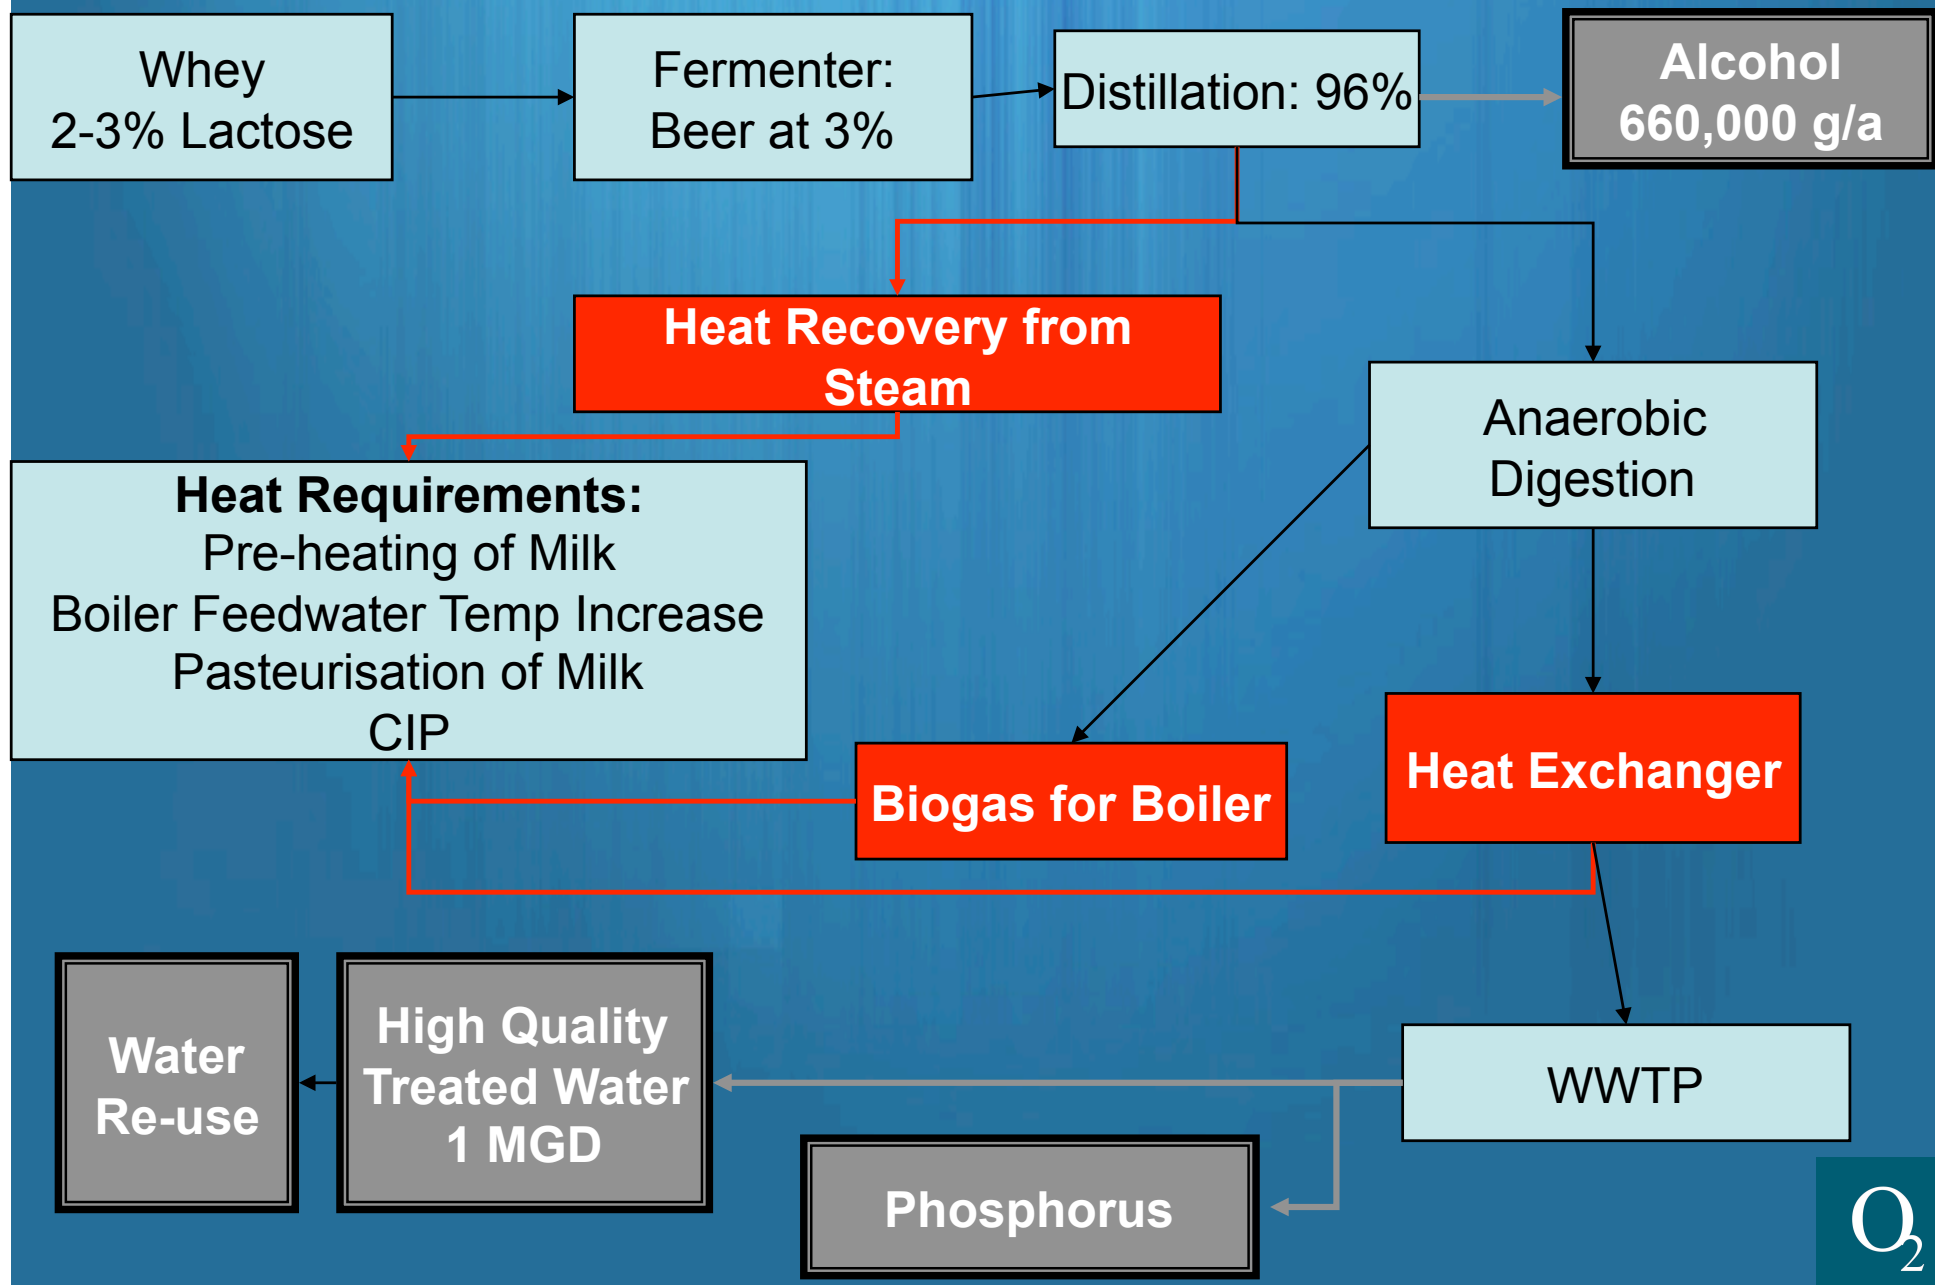 Whey
2-3% Lactose
Fermenter:
Beer at 3%
Distillation: 96%
Alcohol
660,000 g/a
Heat Recovery from
Steam
Anaerobic
Digestion
Heat Requirements:
Pre-heating of Milk
Boiler Feedwater Temp Increase
Pasteurisation of Milk
CIP
Biogas for Boiler
Heat Exchanger
Water
Re-use
High Quality
Treated Water
1 MGD
WWTP
Phosphorus
O2